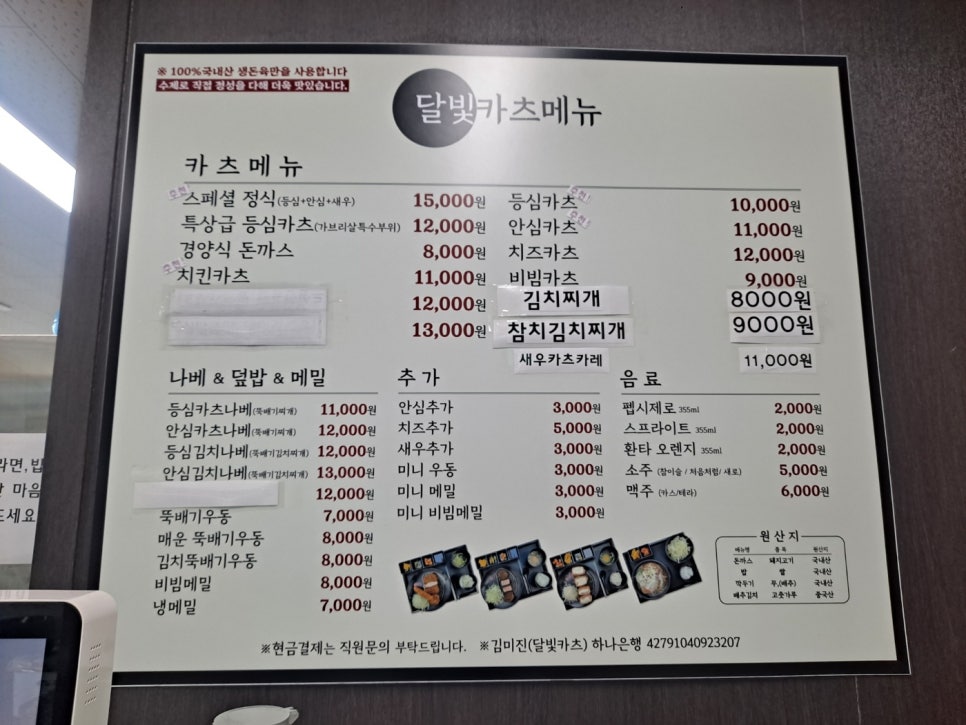 ※ 100%국내산 생돈육만을 사용합니다
수제로 직접 정성을 다해 더욱 맛있습니다.
달빛카츠메뉴
카츠메뉴
추천! 스페셜 정식(등심+안심+새우) 15,000원
특상급 등심카츠(가브리살특수부위) 12,000원
경양식 돈까스 8,000원
추천! 치킨카츠 11,000원
12,000원
13,000원
등심카츠 추천! 10,000원
안심카츠 추천! 11,000원
치즈카츠 12,000원
비빔카츠 9,000원
김치찌개 8000원
참치김치찌개 9000원
새우카츠카레 11,000원
나베 & 덮밥 & 메밀
등심카츠나베(뚝배기찌개) 11,000원
안심카츠나베(뚝배기찌개) 12,000원
등심김치나베(뚝배기김치찌개) 12,000원
안심김치나베(뚝배기김치찌개) 13,000원
12,000원
뚝배기우동 7,000원
매운 뚝배기우동 8,000원
김치뚝배기우동 8,000원
비빔메밀 8,000원
냉메밀 7,000원
추가
안심추가 3,000원
치즈추가 5,000원
새우추가 3,000원
미니 우동 3,000원
미니 메밀 3,000원
미니 비빔메밀 3,000원
음료
펩시제로 355ml 2,000원
스프라이트 355ml 2,000원
환타 오렌지 355ml 2,000원
소주 (참이슬 / 처음처럼/ 새로) 5,000원
맥주 (카스/테라) 6,000원
원산지
메뉴명 품목 원산지
돈까스 돼지고기 국내산
밥 쌀 국내산
깍두기 무,(배추) 국내산
배추김치 고춧가루 중국산
※현금결제는 직원문의 부탁드립니다. ※김미진(달빛카츠) 하나은행 42791040923207
라면,밥
마음
드세요